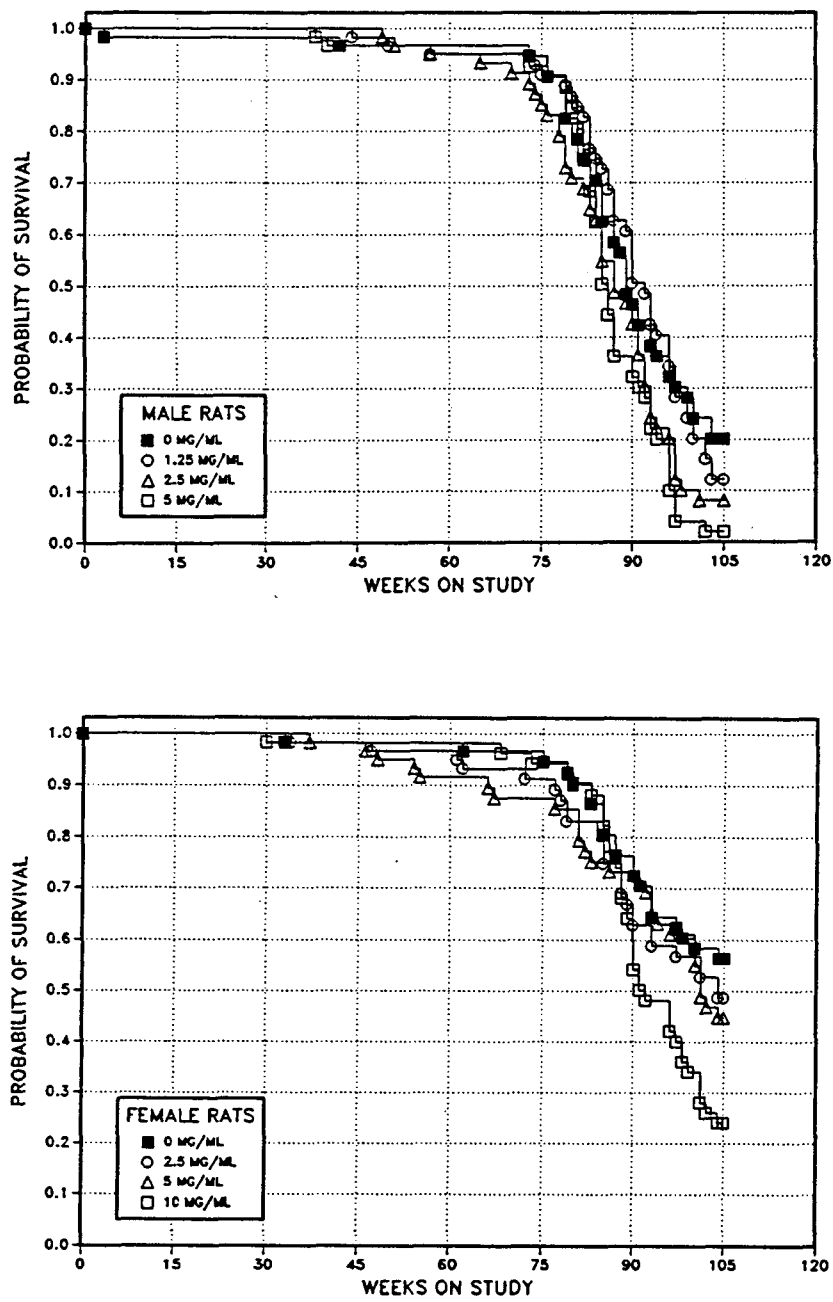 1.0
0.9
0.8
0.7
0.6
0.5
0.4
0.3
0.2
0.1
0.0
PROBABILITY OF SURVIVAL
MALE RATS
0 MG/ML
1.25 MG/ML
2.5 MG/ML
5 MG/ML
0 15 30 45 60 75 90 105 120
WEEKS ON STUDY
1.0
0.9
0.8
0.7
0.6
0.5
0.4
0.3
0.2
0.1
0.0
PROBABILITY OF SURVIVAL
FEMALE RATS
0 MG/ML
2.5 MG/ML
5 MG/ML
10 MG/ML
0 15 30 45 60 75 90 105 120
WEEKS ON STUDY